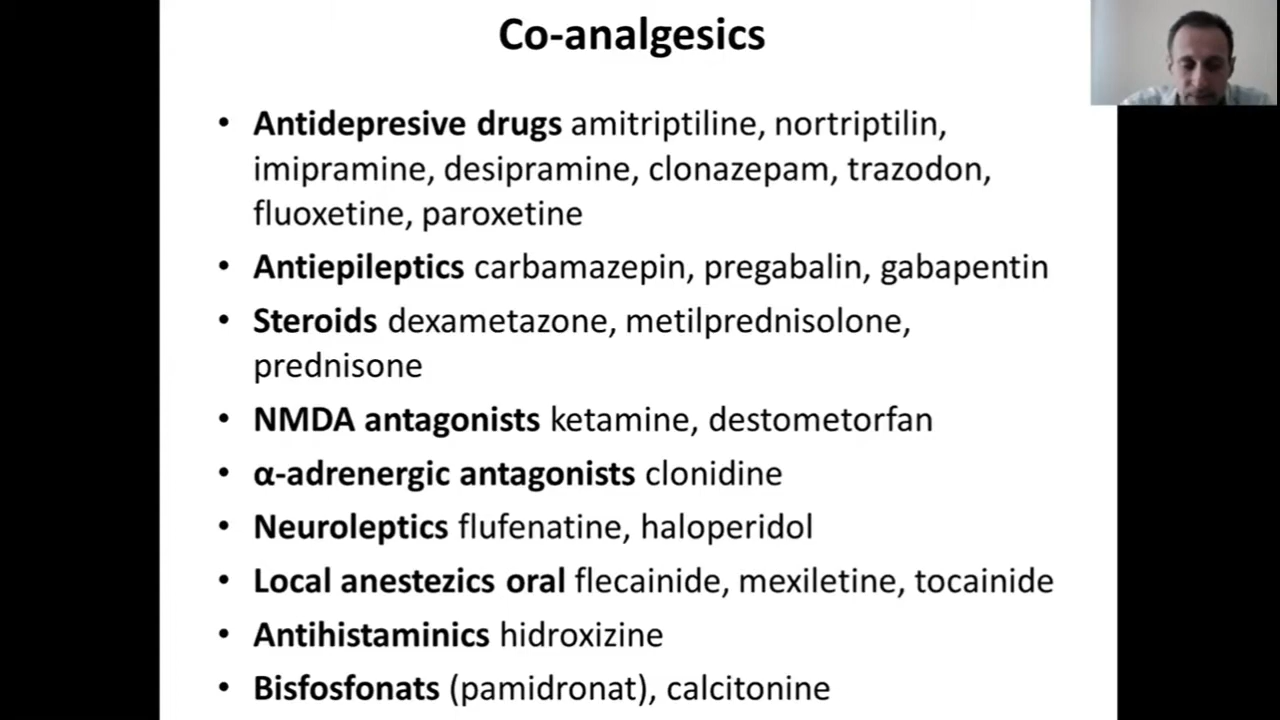 Co-analgesics
• Antidepresive drugs amitriptiline, nortriptilin,
imipramine, desipramine, clonazepam, trazodon,
fluoxetine, paroxetine
• Antiepileptics carbamazepin, pregabalin, gabapentin
• Steroids dexametazone, metilprednisolone,
prednisone
• NMDA antagonists ketamine, destometorfan
• α-adrenergic antagonists clonidine
• Neuroleptics flufenatine, haloperidol
• Local anestezics oral flecainide, mexiletine, tocainide
• Antihistaminics hidroxizine
• Bisfosfonats (pamidronat), calcitonine